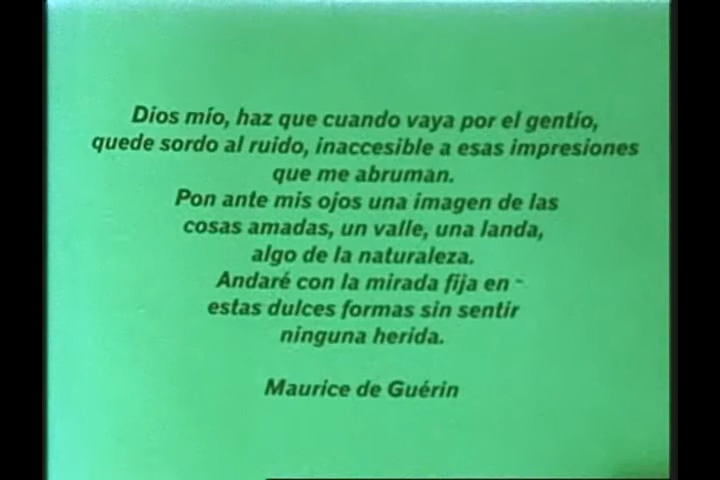 Dios mío, haz que cuando vaya por el gentío,
quede sordo al ruido, inaccesible a esas impresiones
que me abruman.
Pon ante mis ojos una imagen de las
cosas amadas, un valle, una landa,
algo de la naturaleza.
Andaré con la mirada fija en -
estas dulces formas sin sentir
ninguna herida.
Maurice de Guérin